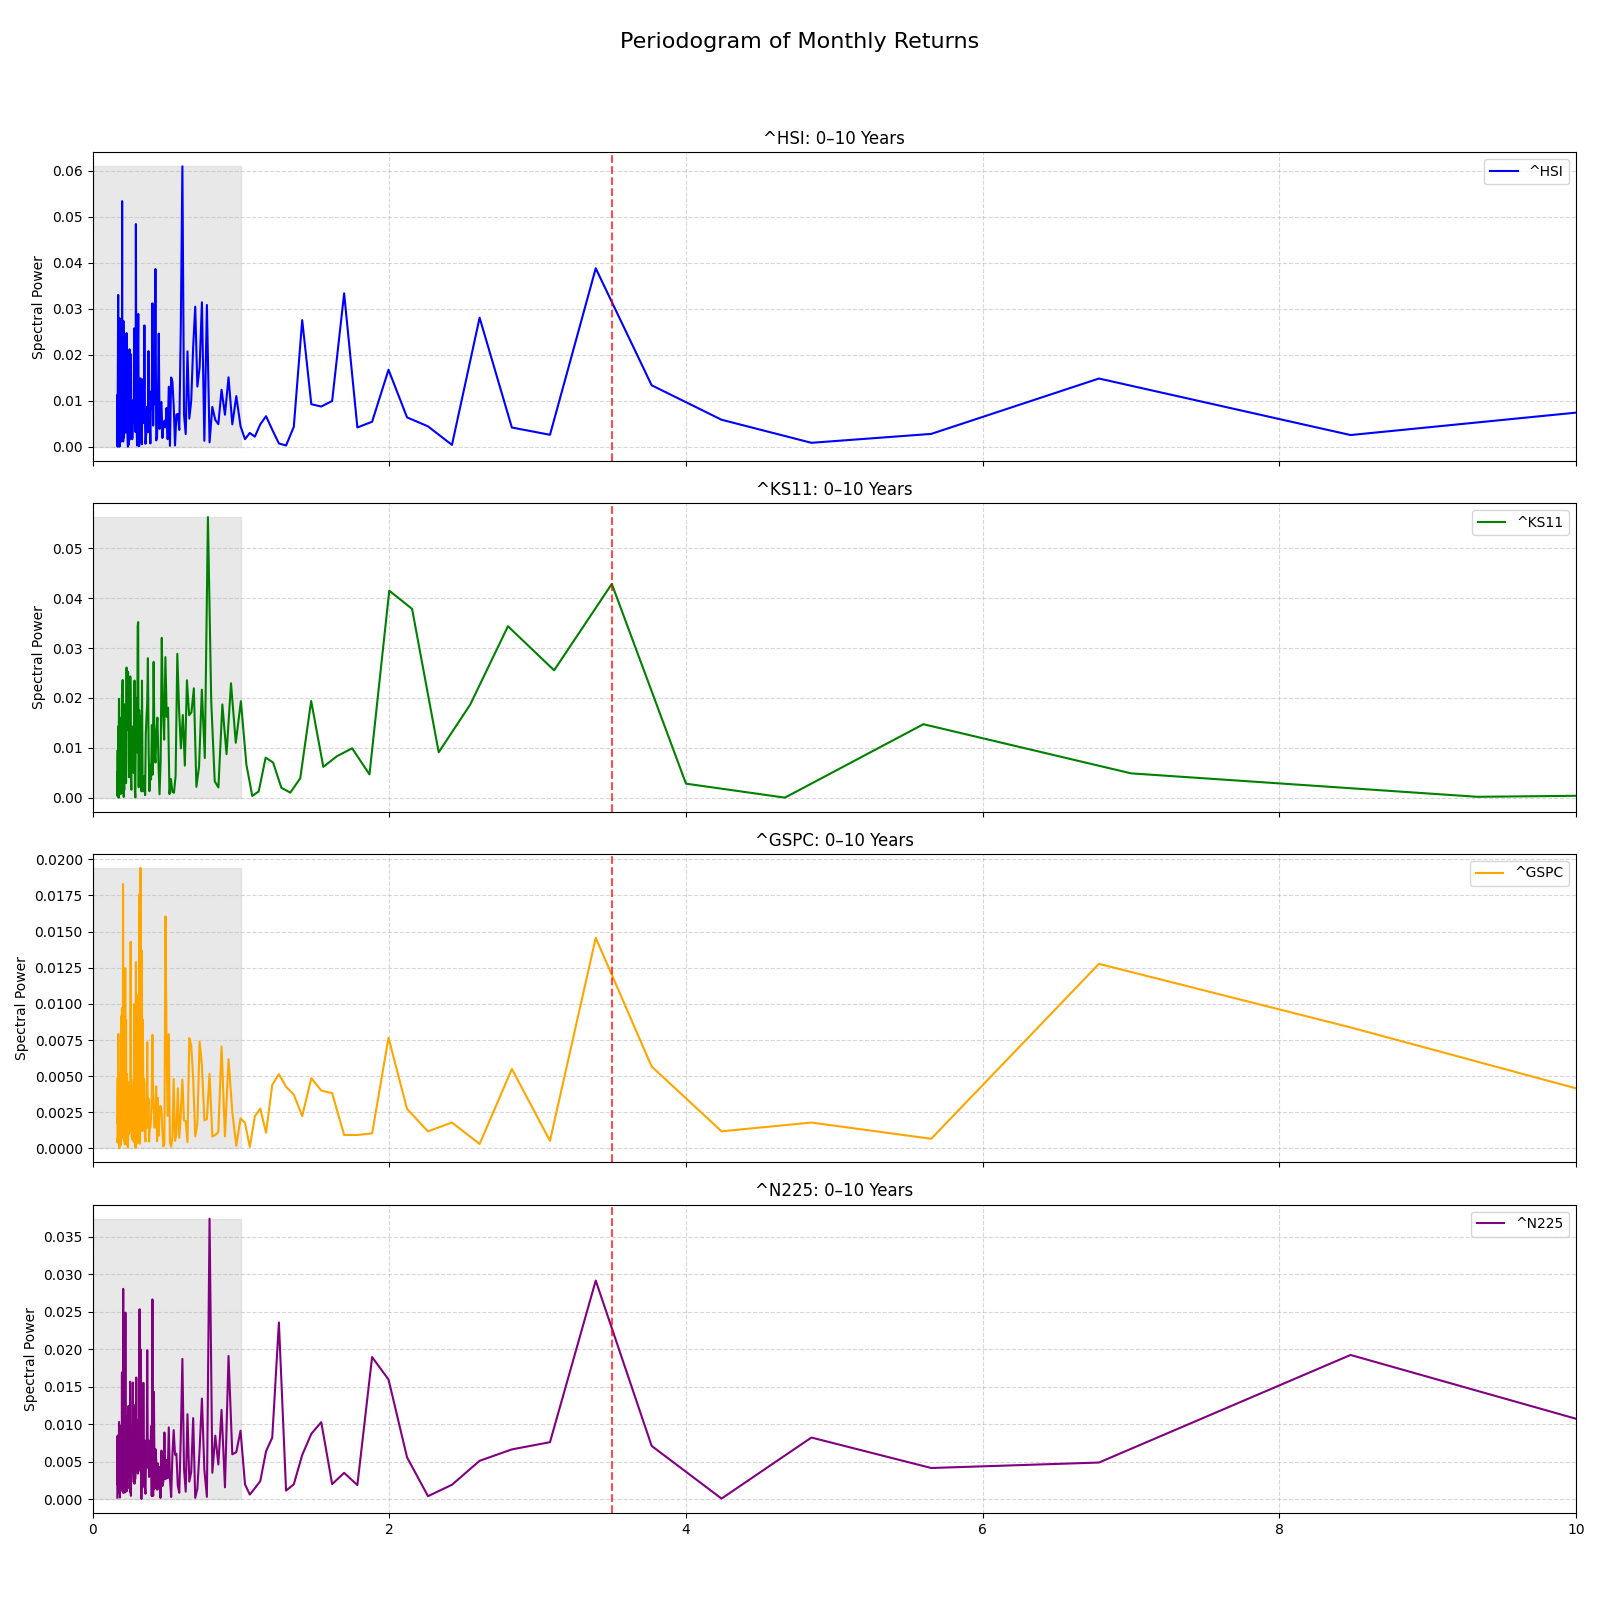 Periodogram of Monthly Returns
^HSI: 0–10 Years
^HSI
Spectral Power
0.06
0.05
0.04
0.03
0.02
0.01
0.00
^KS11: 0–10 Years
^KS11
Spectral Power
0.05
0.04
0.03
0.02
0.01
0.00
^GSPC: 0–10 Years
^GSPC
Spectral Power
0.0200
0.0175
0.0150
0.0125
0.0100
0.0075
0.0050
0.0025
0.0000
^N225: 0–10 Years
^N225
Spectral Power
0.035
0.030
0.025
0.020
0.015
0.010
0.005
0.000
0 2 4 6 8 10